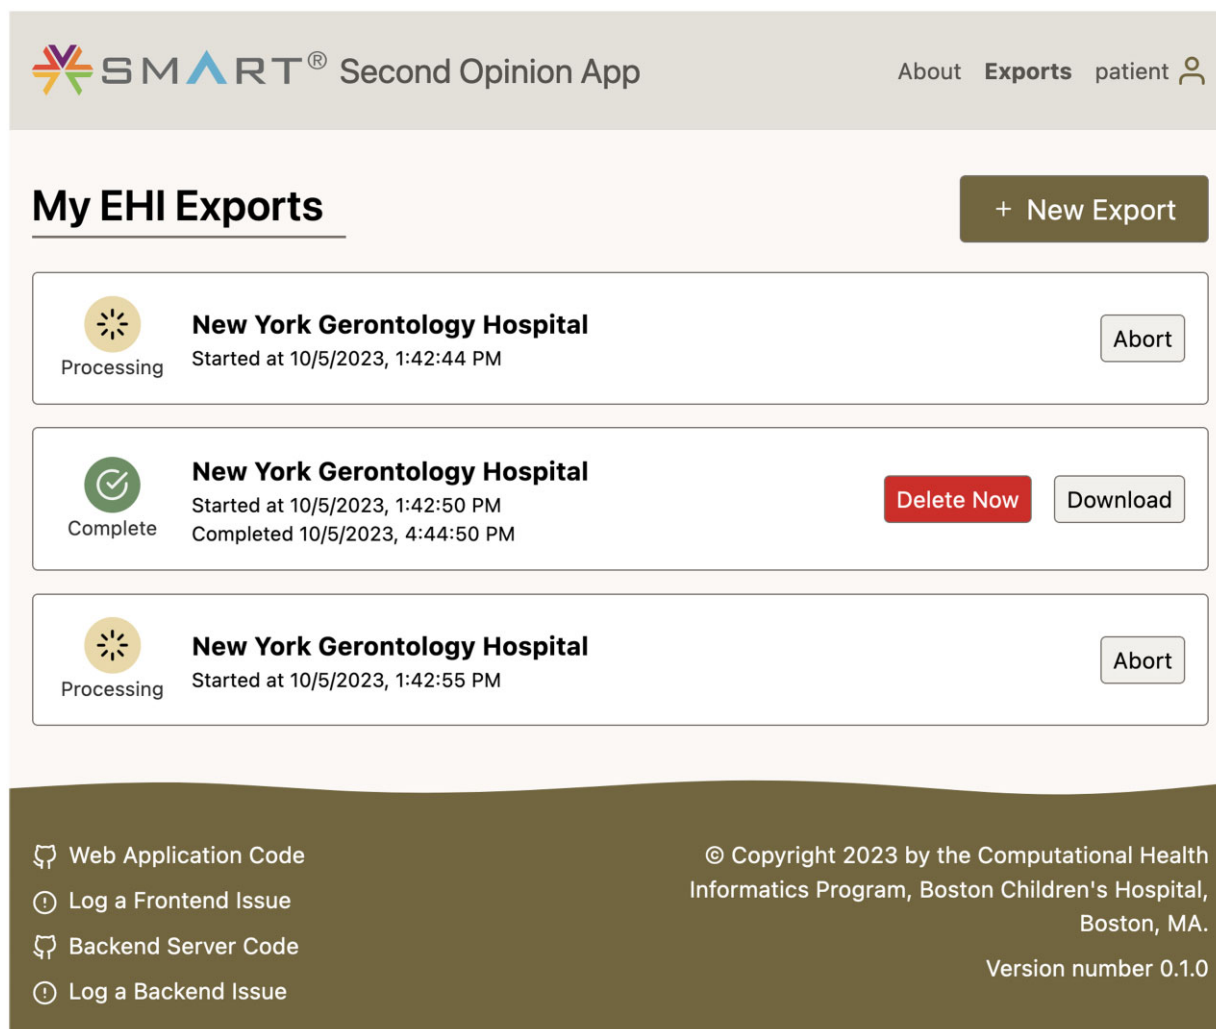 SMART® Second Opinion App
About Exports patient
My EHI Exports
+ New Export
New York Gerontology Hospital
Started at 10/5/2023, 1:42:44 PM
Processing
Abort
New York Gerontology Hospital
Started at 10/5/2023, 1:42:50 PM
Completed 10/5/2023, 4:44:50 PM
Complete
Delete Now
Download
New York Gerontology Hospital
Started at 10/5/2023, 1:42:55 PM
Processing
Abort
Web Application Code
Log a Frontend Issue
Backend Server Code
Log a Backend Issue
© Copyright 2023 by the Computational Health
Informatics Program, Boston Children's Hospital,
Boston, MA.
Version number 0.1.0